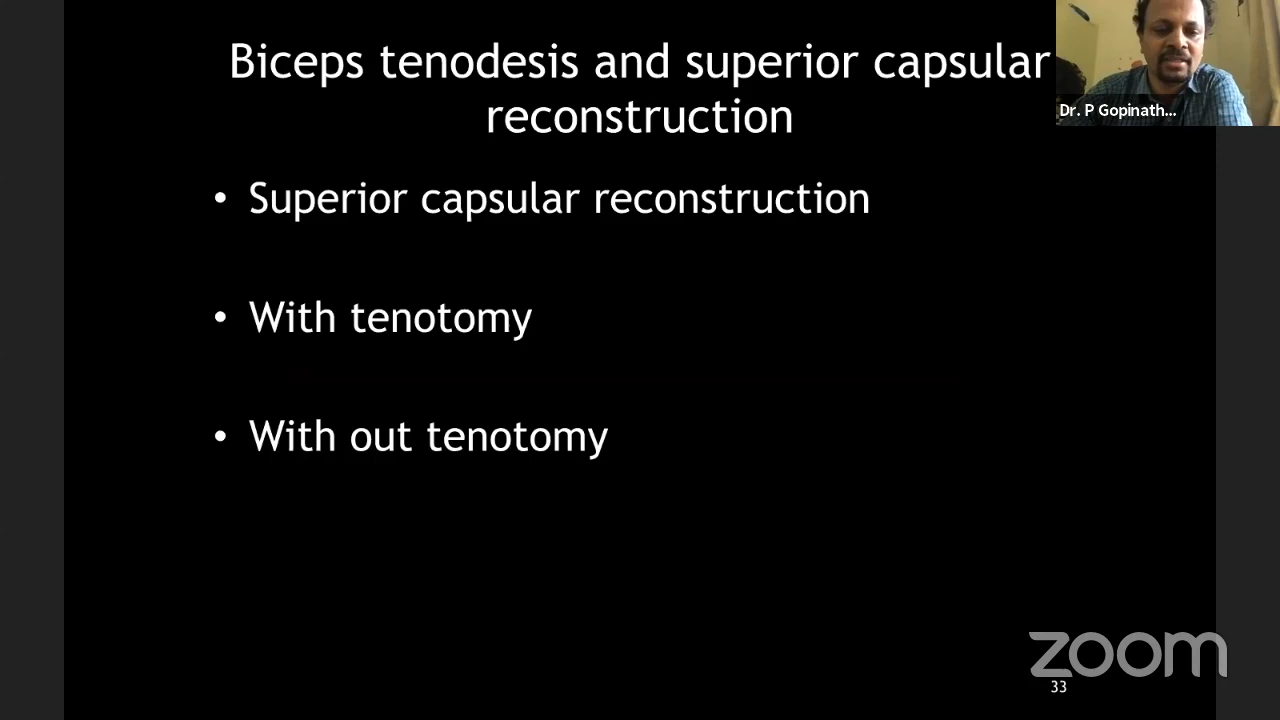 Biceps tenodesis and superior capsular
reconstruction
Dr. P Gopinath...
• Superior capsular reconstruction
• With tenotomy
• With out tenotomy
zoom
33